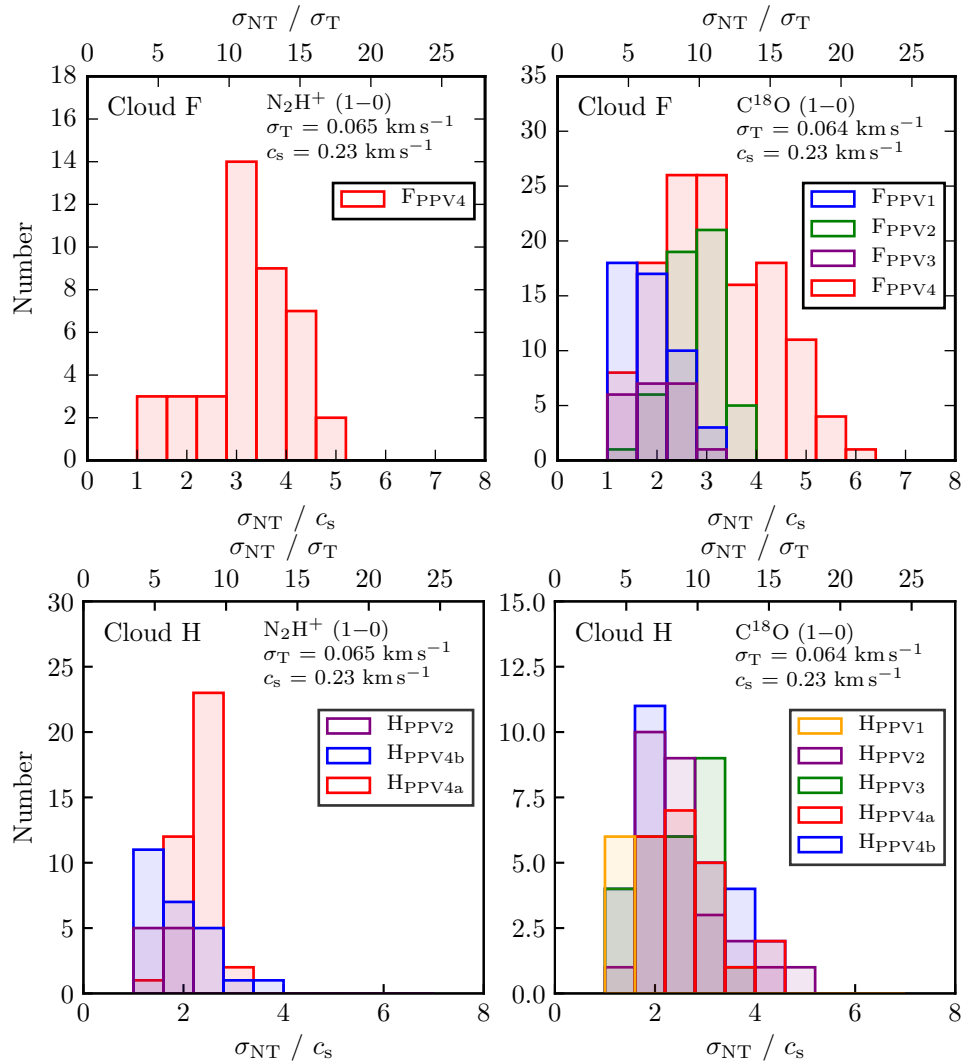 σNT / σT
0 5 10 15 20 25
18
16
14
12
10
8
6
4
2
0
Number
Cloud F
N2H+ (1−0)
σT = 0.065 km s−1
cs = 0.23 km s−1
FPPV4
0 1 2 3 4 5 6 7 8
σNT / cs
σNT / σT
0 5 10 15 20 25
35
30
25
20
15
10
5
0
Cloud F
C18O (1−0)
σT = 0.064 km s−1
cs = 0.23 km s−1
FPPV1
FPPV2
FPPV3
FPPV4
0 1 2 3 4 5 6 7 8
σNT / cs
σNT / σT
0 5 10 15 20 25
30
25
20
15
10
5
0
Number
Cloud H
N2H+ (1−0)
σT = 0.065 km s−1
cs = 0.23 km s−1
HPPV2
HPPV4b
HPPV4a
0 2 4 6 8
σNT / cs
σNT / σT
0 5 10 15 20 25
15.0
12.5
10.0
7.5
5.0
2.5
0.0
Cloud H
C18O (1−0)
σT = 0.064 km s−1
cs = 0.23 km s−1
HPPV1
HPPV2
HPPV3
HPPV4a
HPPV4b
0 2 4 6 8
σNT / cs